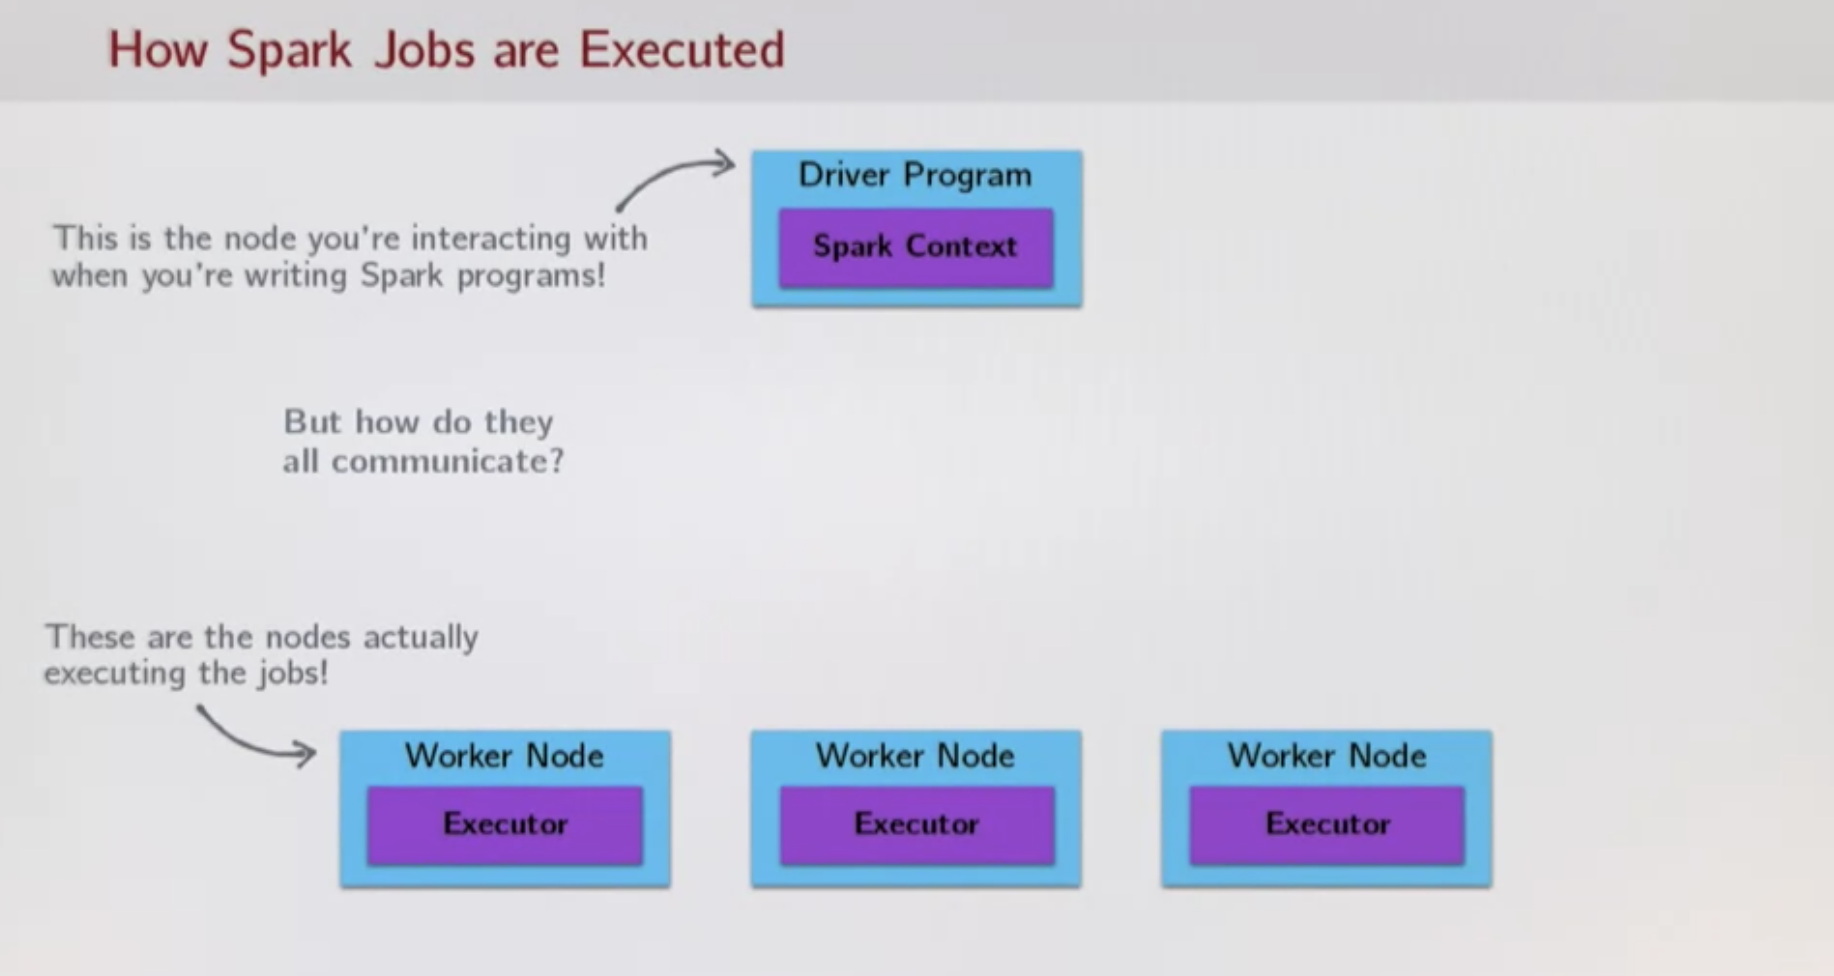 How Spark Jobs are Executed
Driver Program
Spark Context
This is the node you're interacting with
when you're writing Spark programs!
But how do they
all communicate?
These are the nodes actually
executing the jobs!
Worker Node
Executor
Worker Node
Executor
Worker Node
Executor